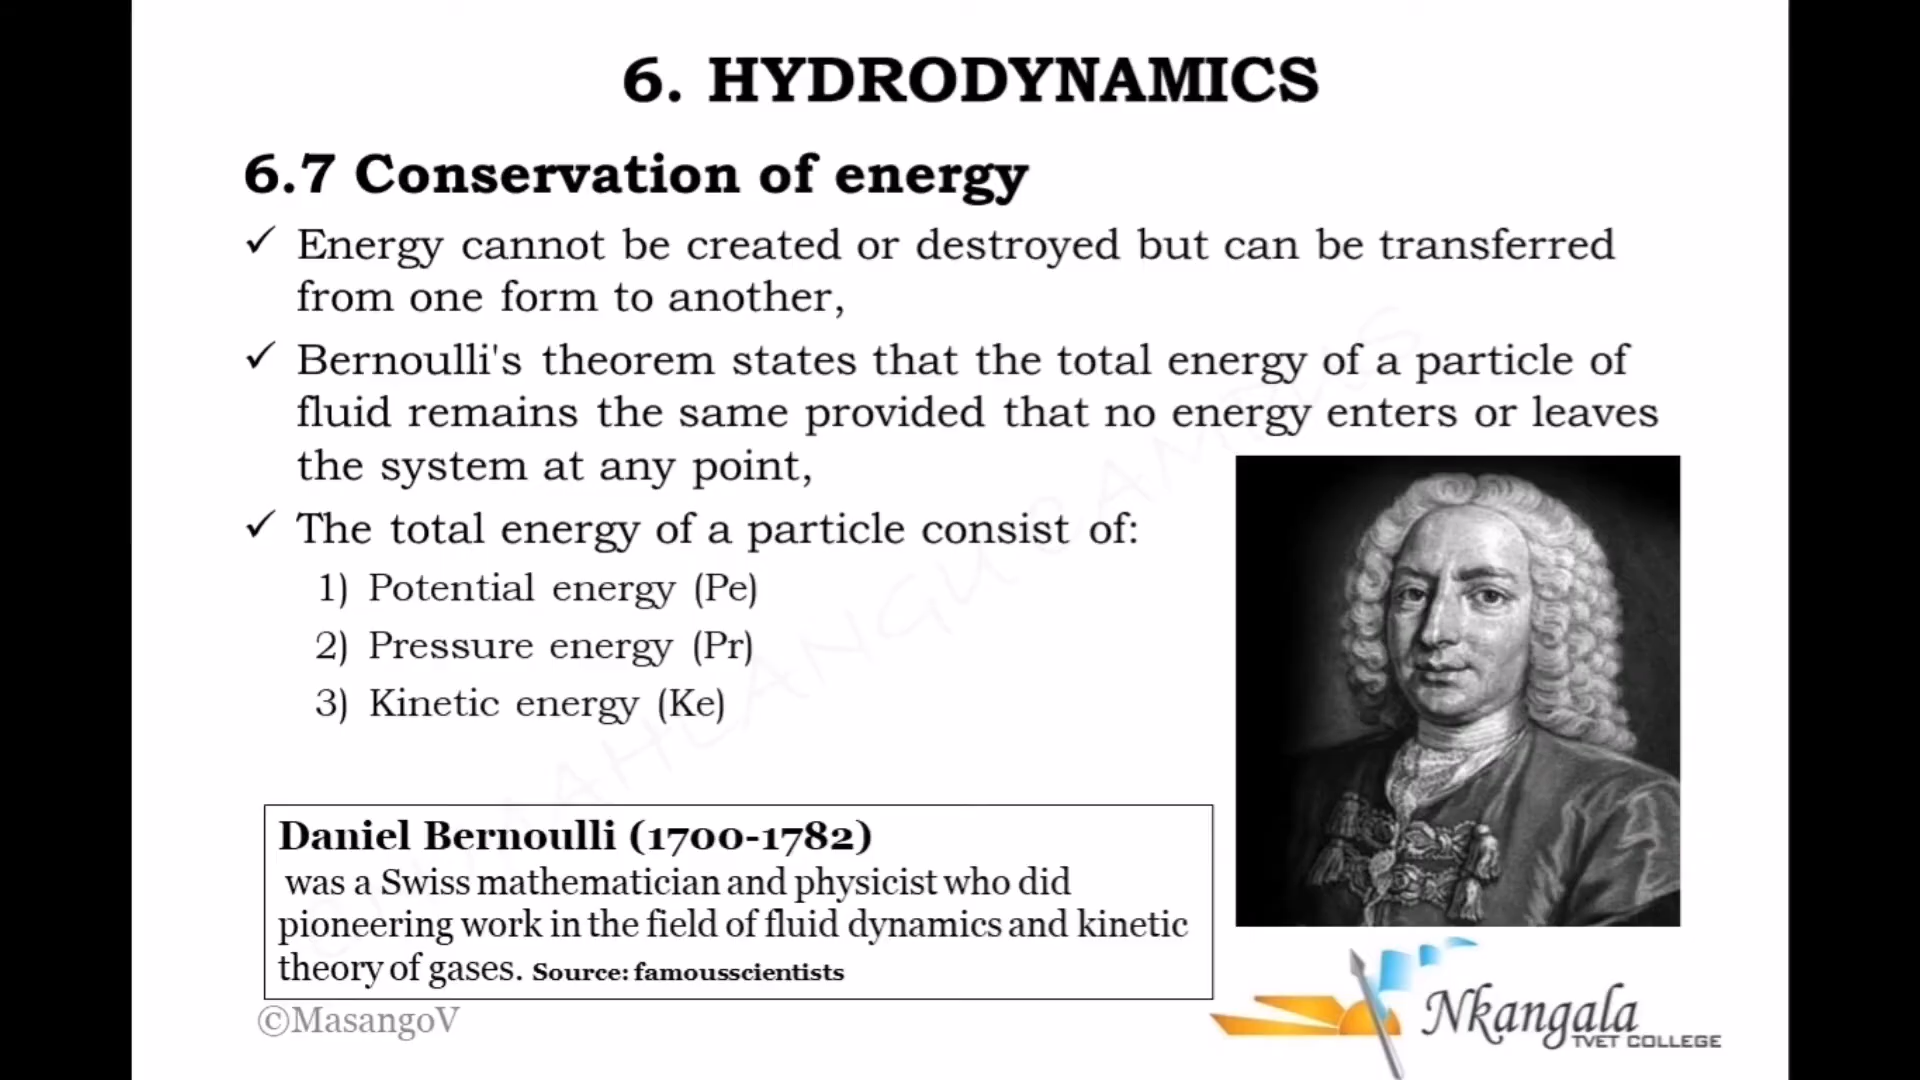 6. HYDRODYNAMICS
6.7 Conservation of energy
✓ Energy cannot be created or destroyed but can be transferred
from one form to another,
✓ Bernoulli's theorem states that the total energy of a particle of
fluid remains the same provided that no energy enters or leaves
the system at any point,
✓ The total energy of a particle consist of:
1) Potential energy (Pe)
2) Pressure energy (Pr)
3) Kinetic energy (Ke)
Daniel Bernoulli (1700-1782)
was a Swiss mathematician and physicist who did
pioneering work in the field of fluid dynamics and kinetic
theory of gases. Source: famousscientists
©MasangoV
Nkangala
TVET COLLEGE
MAHLANGU CAMPUS